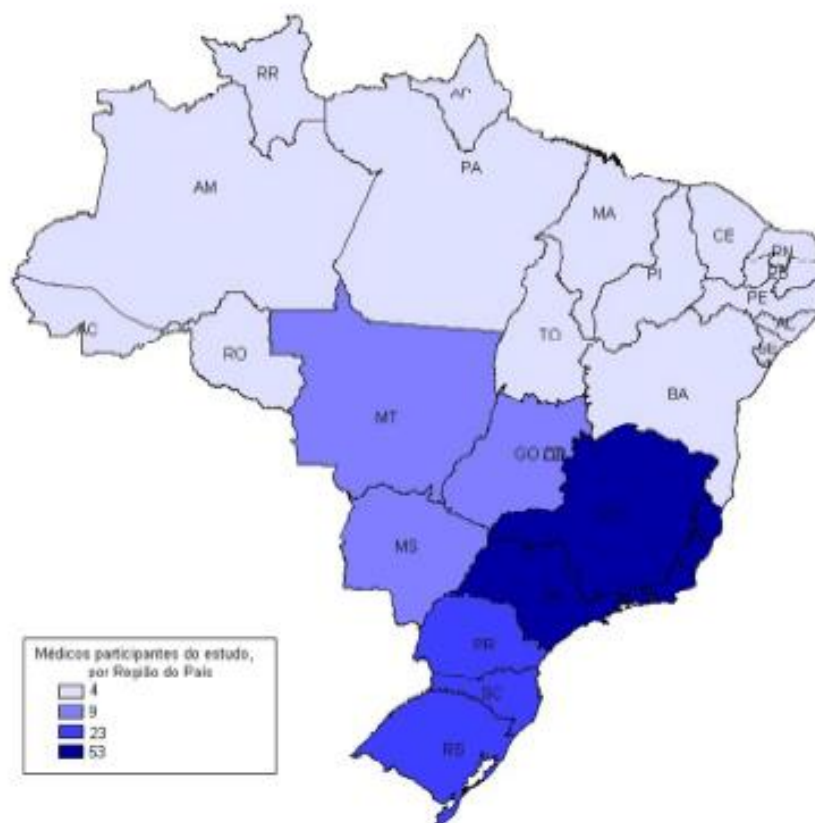 RR
PA
AM
MA
CE
RN
PI
PB
PE
AL
AC
TO
SE
RO
BA
MT
GO
MS
PR
SC
RS
Médicos participantes do estudo,
por Região do País
4
9
23
53